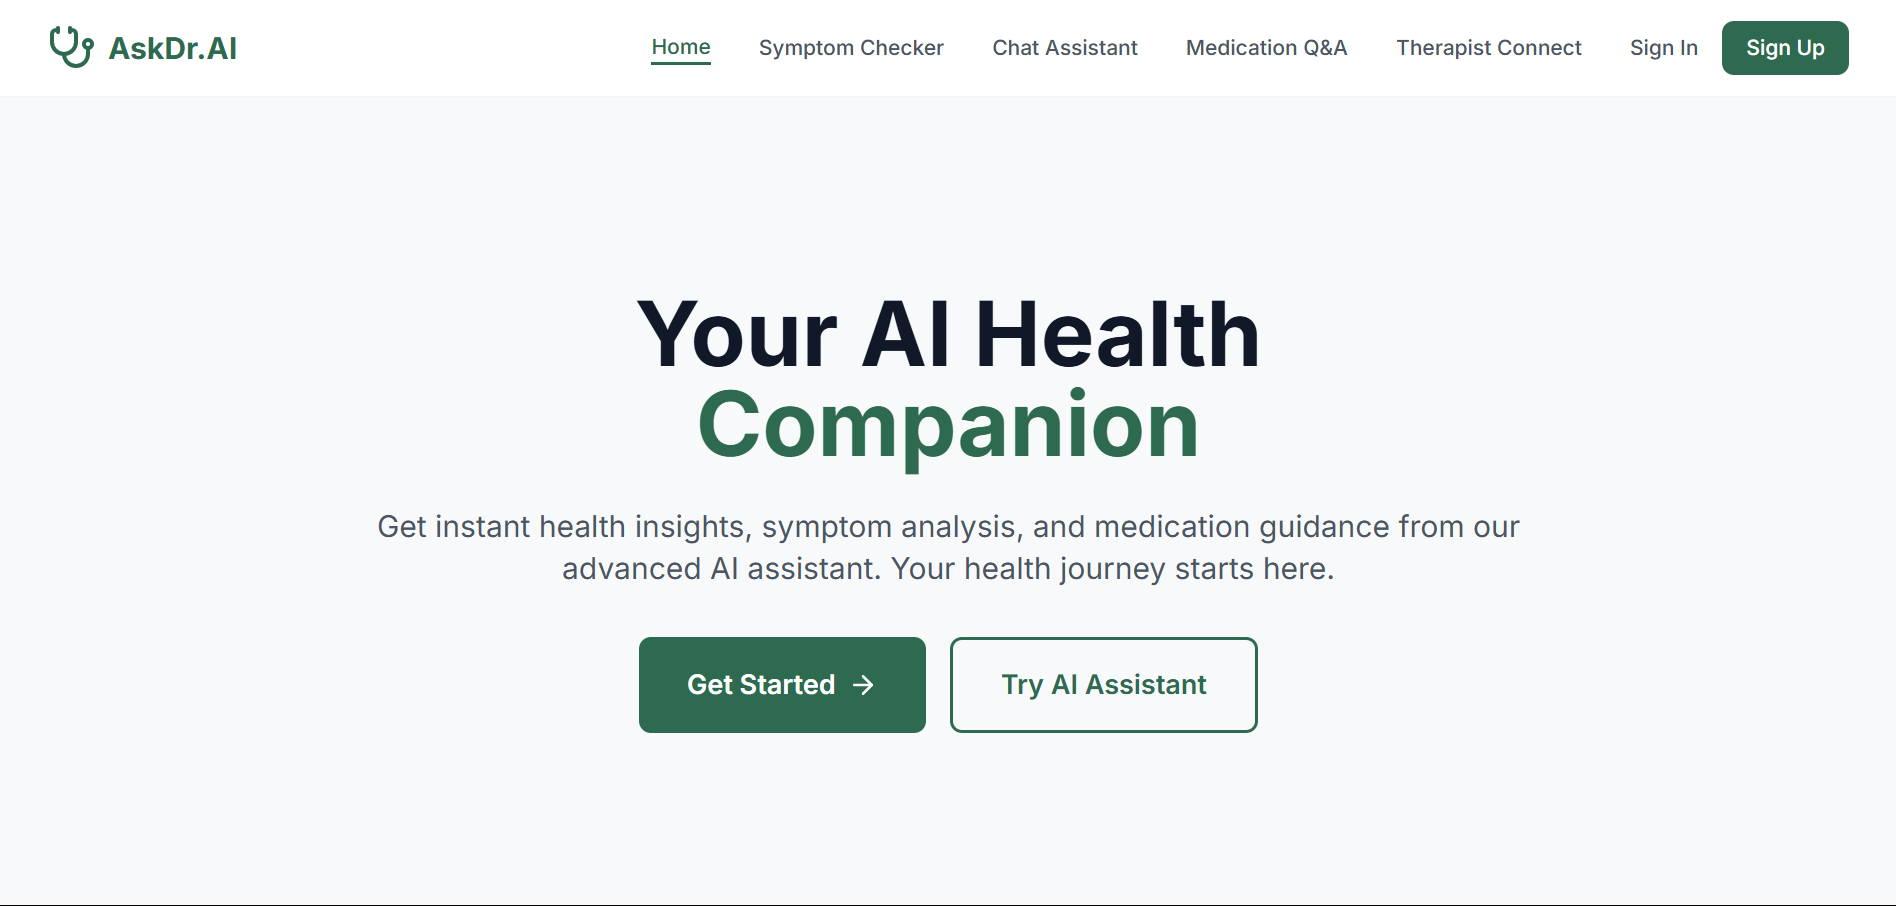 AskDr.AI
Home
Symptom Checker
Chat Assistant
Medication Q&A
Therapist Connect
Sign In
Sign Up
Your AI Health
Companion
Get instant health insights, symptom analysis, and medication guidance from our
advanced AI assistant. Your health journey starts here.
Get Started →
Try AI Assistant